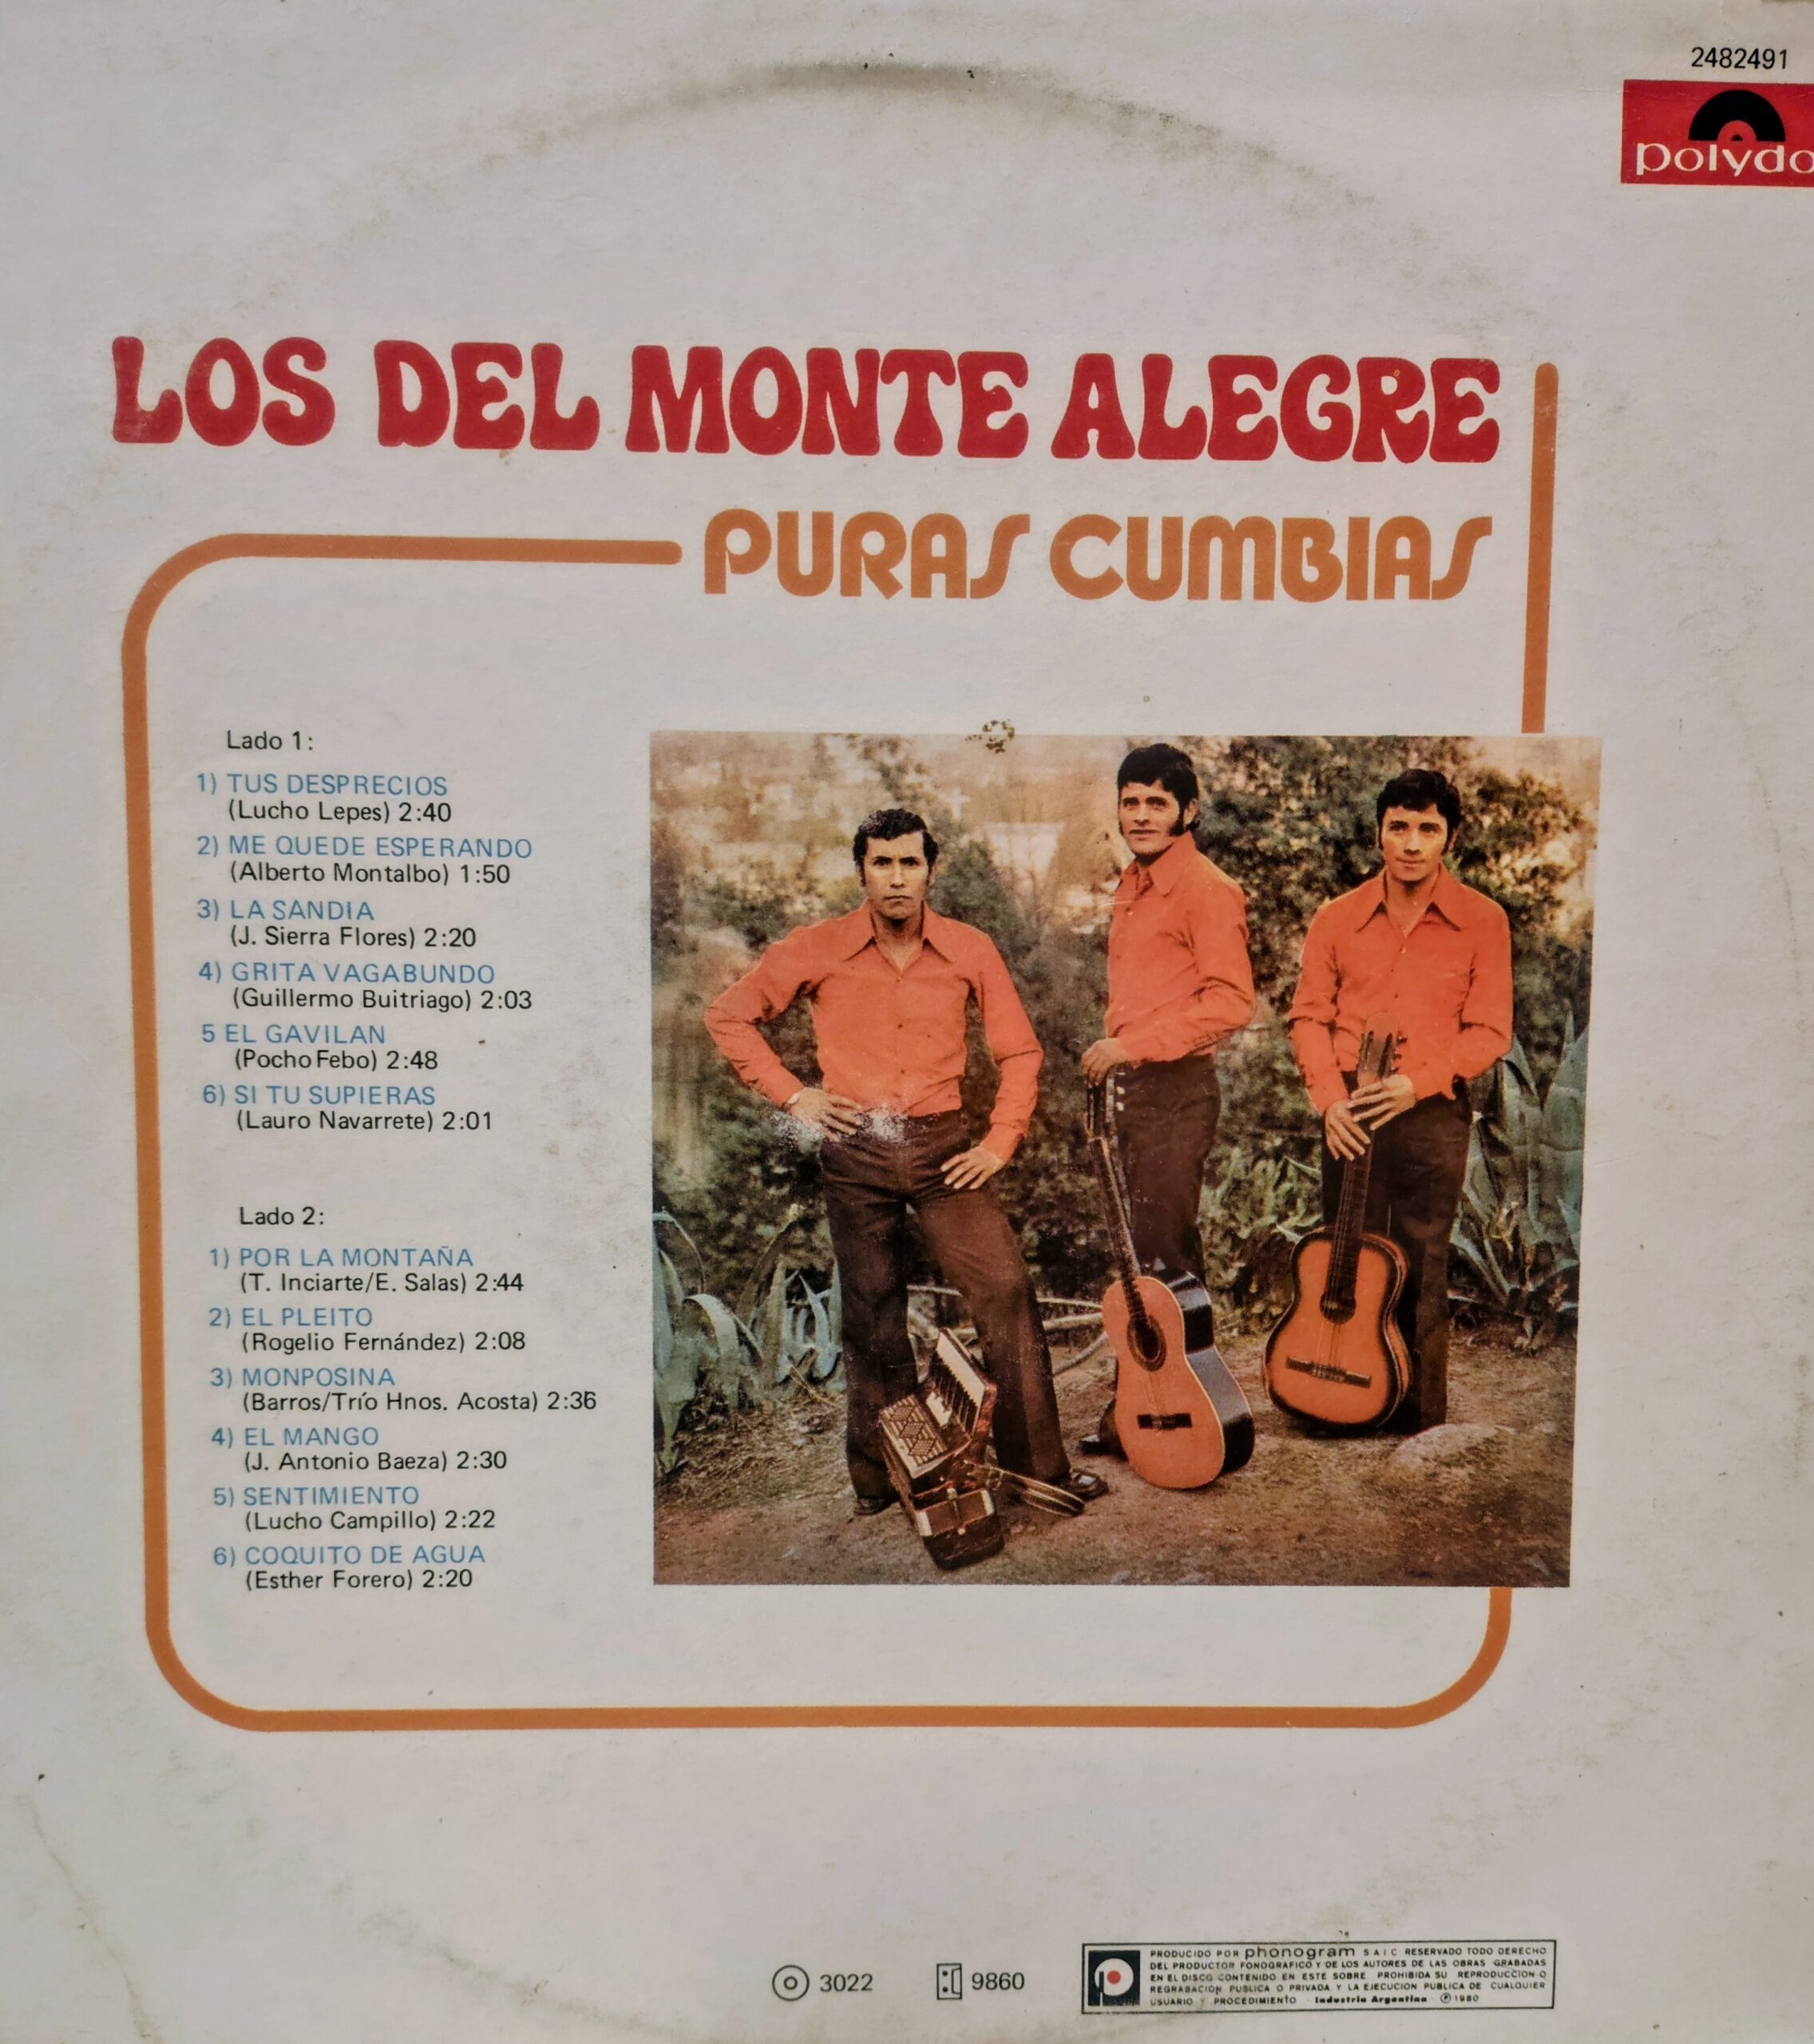 2482491
polydo
LOS DEL MONTE ALEGRE
PURAS CUMBIAS
Lado 1:
1) TUS DESPRECIOS
(Lucho Lepes) 2:40
2) ME QUEDE ESPERANDO
(Alberto Montalbo) 1:50
3) LA SANDIA
(J. Sierra Flores) 2:20
4) GRITA VAGABUNDO
(Guillermo Buitriago) 2:03
5 EL GAVILAN
(Pocho Febo) 2:48
6) SI TU SUPIERAS
(Lauro Navarrete) 2:01
Lado 2:
1) POR LA MONTAÑA
(T. Inciarte/E. Salas) 2:44
2) EL PLEITO
(Rogelio Fernández) 2:08
3) MONPOSINA
(Barros/Trío Hnos. Acosta) 2:36
4) EL MANGO
(J. Antonio Baeza) 2:30
5) SENTIMIENTO
(Lucho Campillo) 2:22
6) COQUITO DE AGUA
(Esther Forero) 2:20
3022
9860
PRODUCIDO POR phonogram S A I C RESERVADO TODO DERECHO
DEL PRODUCTOR FONOGRAFICO Y DE LOS AUTORES DE LAS OBRAS GRABADAS
EN EL DISCO CONTENIDO EN ESTE SOBRE. PROHIBIDA SU REPRODUCCION O
REGRABACION PUBLICA O PRIVADA Y LA EJECUCION PUBLICA DE CUALQUIER
USUARIO Y PROCEDIMIENTO Industria Argentina ℗ 1980